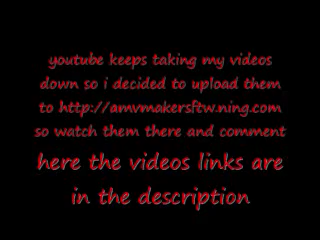 youtube keeps taking my videos
down so i decided to upload them
to http://amvmakersftw.ning.com
so watch them there and comment
here the videos links are
in the description